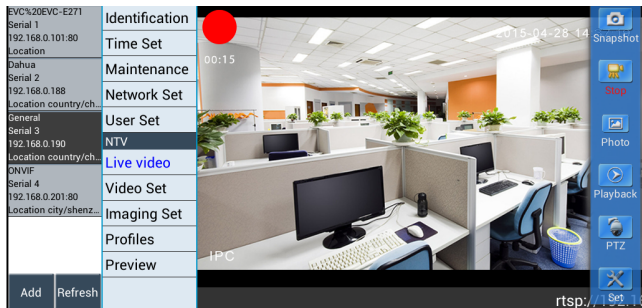 EVC%20EVC-E271
Serial 1
192.168.0.101:80
Location
Dahua
Serial 2
192.168.0.188
Location country/ch...
General
Serial 3
192.168.0.190
Location country/ch...
ONVIF
Serial 4
192.168.0.201:80
Location city/shenz...
Add
Refresh
Identification
Time Set
Maintenance
Network Set
User Set
NTV
Live video
Video Set
Imaging Set
Profiles
Preview
00:15
2015-04-28 14
IPC
rtsp://
Snapshot
Stop
Photo
Playback
PTZ
Set